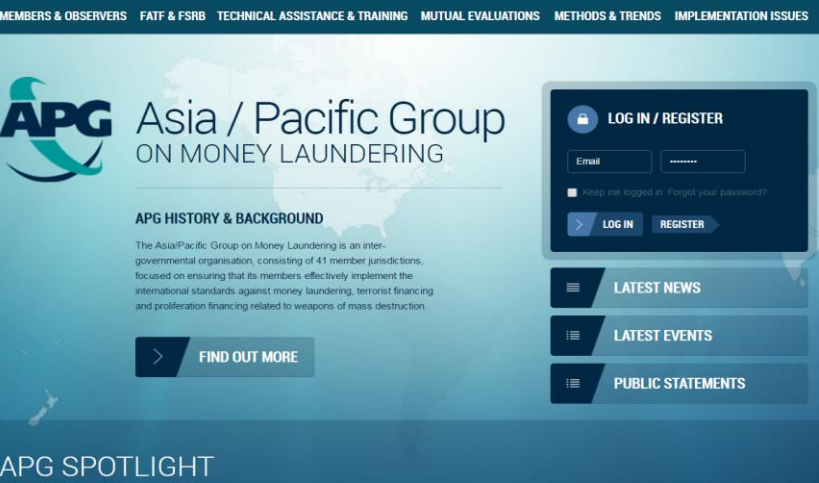 MEMBERS & OBSERVERS FATF & FSRB TECHNICAL ASSISTANCE & TRAINING MUTUAL EVALUATIONS METHODS & TRENDS IMPLEMENTATION ISSUES
APG
Asia / Pacific Group
ON MONEY LAUNDERING
APG HISTORY & BACKGROUND
The Asia/Pacific Group on Money Laundering is an inter-
governmental organisation, consisting of 41 member jurisdictions,
focused on ensuring that its members effectively implement the
international standards against money laundering, terrorist financing
and proliferation financing related to weapons of mass destruction.
FIND OUT MORE
LOG IN / REGISTER
Email ········
Keep me logged in Forgot your password?
LOG IN REGISTER
LATEST NEWS
LATEST EVENTS
PUBLIC STATEMENTS
APG SPOTLIGHT